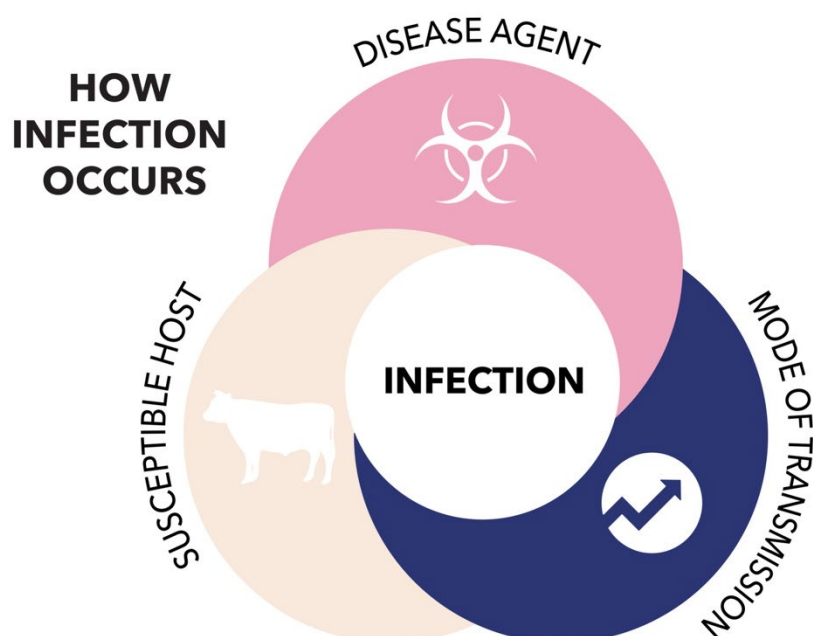 HOW
INFECTION
OCCURS
DISEASE AGENT
SUSCEPTIBLE HOST
INFECTION
MODE OF TRANSMISSION